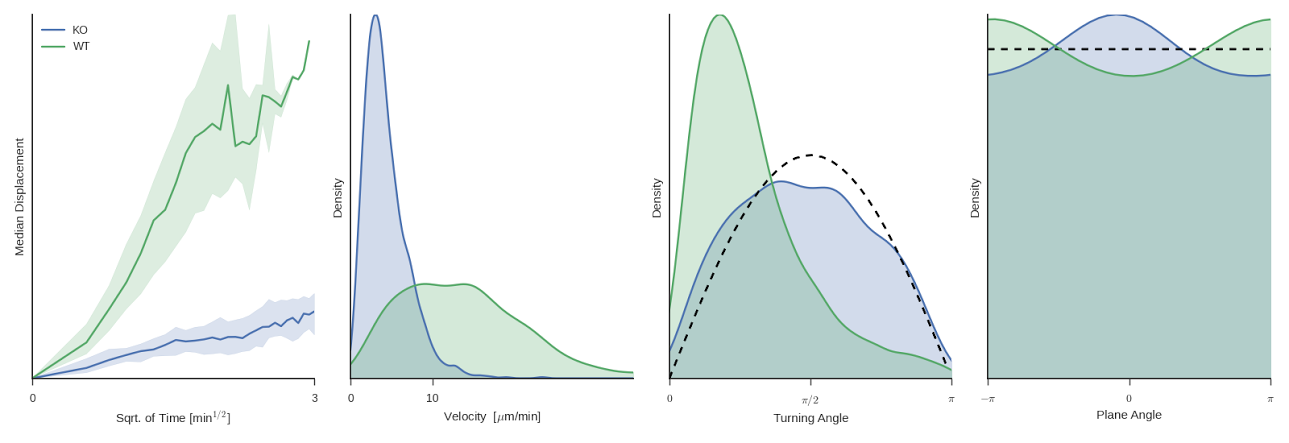 KO
WT
Median Displacement
0
3
Sqrt. of Time [min^{1/2}]
Density
0
10
Velocity [μm/min]
Density
0
π/2
π
Turning Angle
Density
−π
0
π
Plane Angle